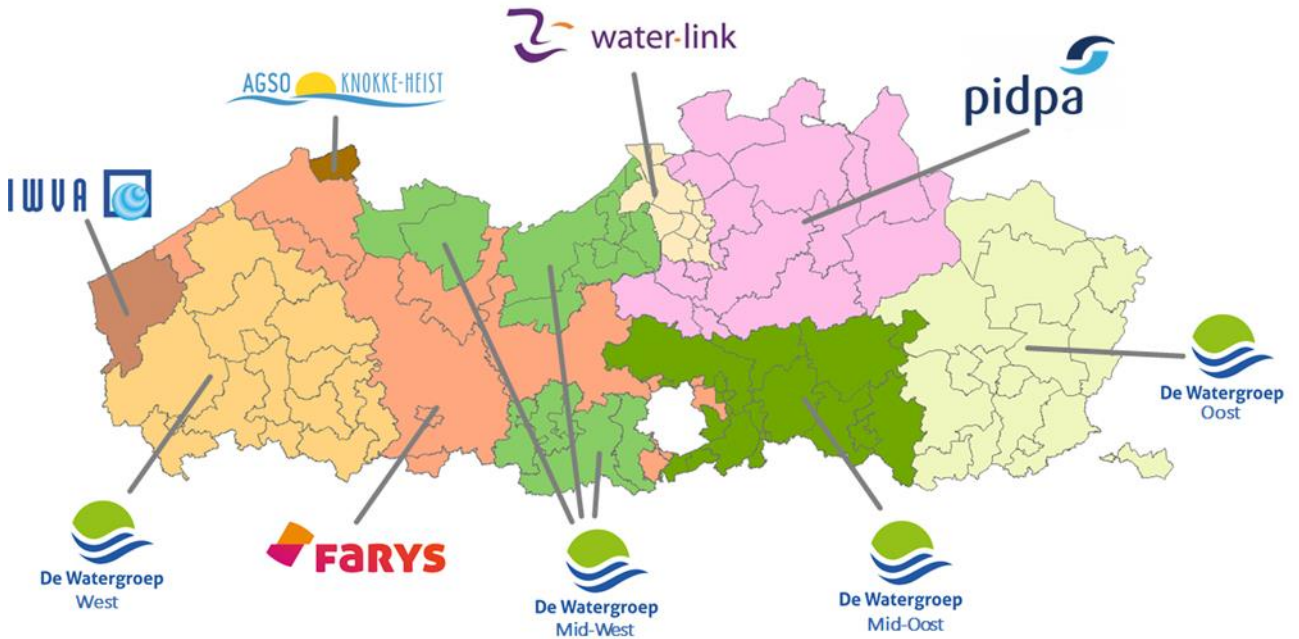 water-link
AGSO KNOKKE-HEIST
pidpa
IWVA
De Watergroep
Oost
De Watergroep
West
FARYS
De Watergroep
Mid-West
De Watergroep
Mid-Oost